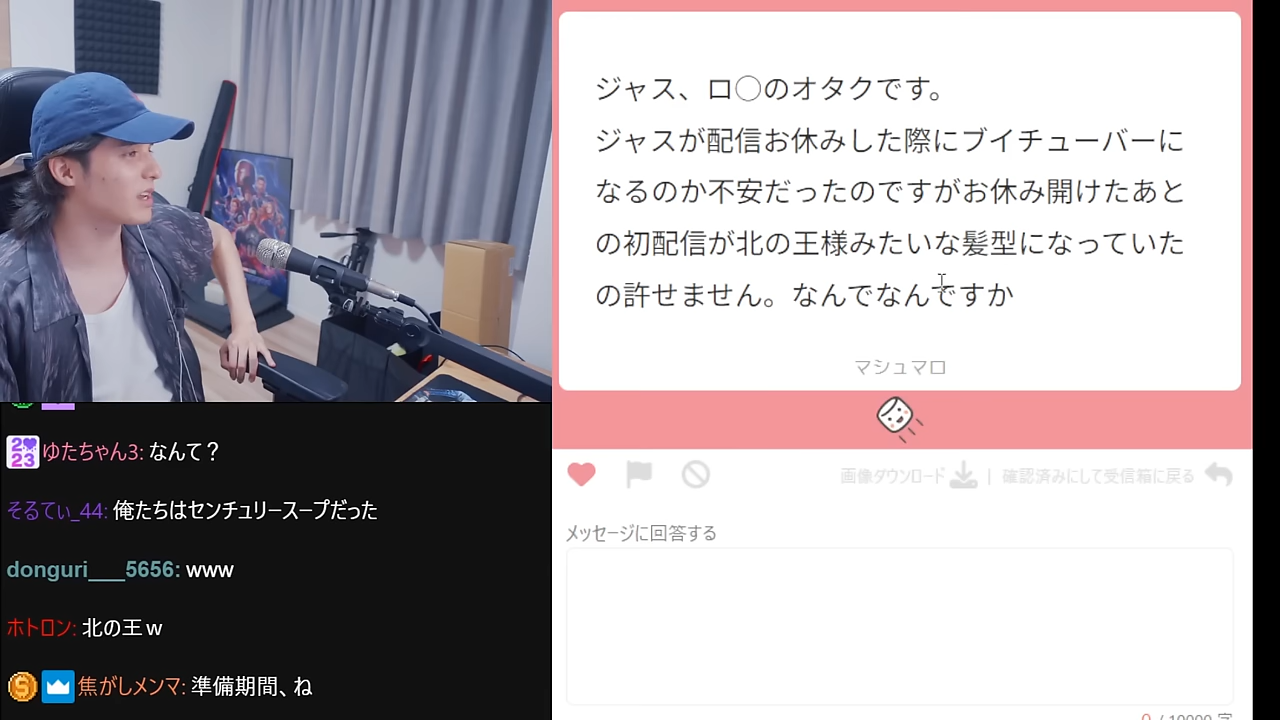 ジャス、ロ◯のオタクです。
ジャスが配信お休みした際にブイチューバーに
なるのか不安だったのですがお休み開けたあと
の初配信が北の王様みたいな髪型になっていた
の許せません。なんでなんですか
マシュマロ
画像ダウンロード | 確認済みにして受信箱に戻る
メッセージに回答する
0 / 10000 字
2023
ゆたちゃん3: なんて？
そるてぃ_44: 俺たちはセンチュリースープだった
donguri___5656: www
ホトロン: 北の王ｗ
S 焦がしメンマ: 準備期間、ね